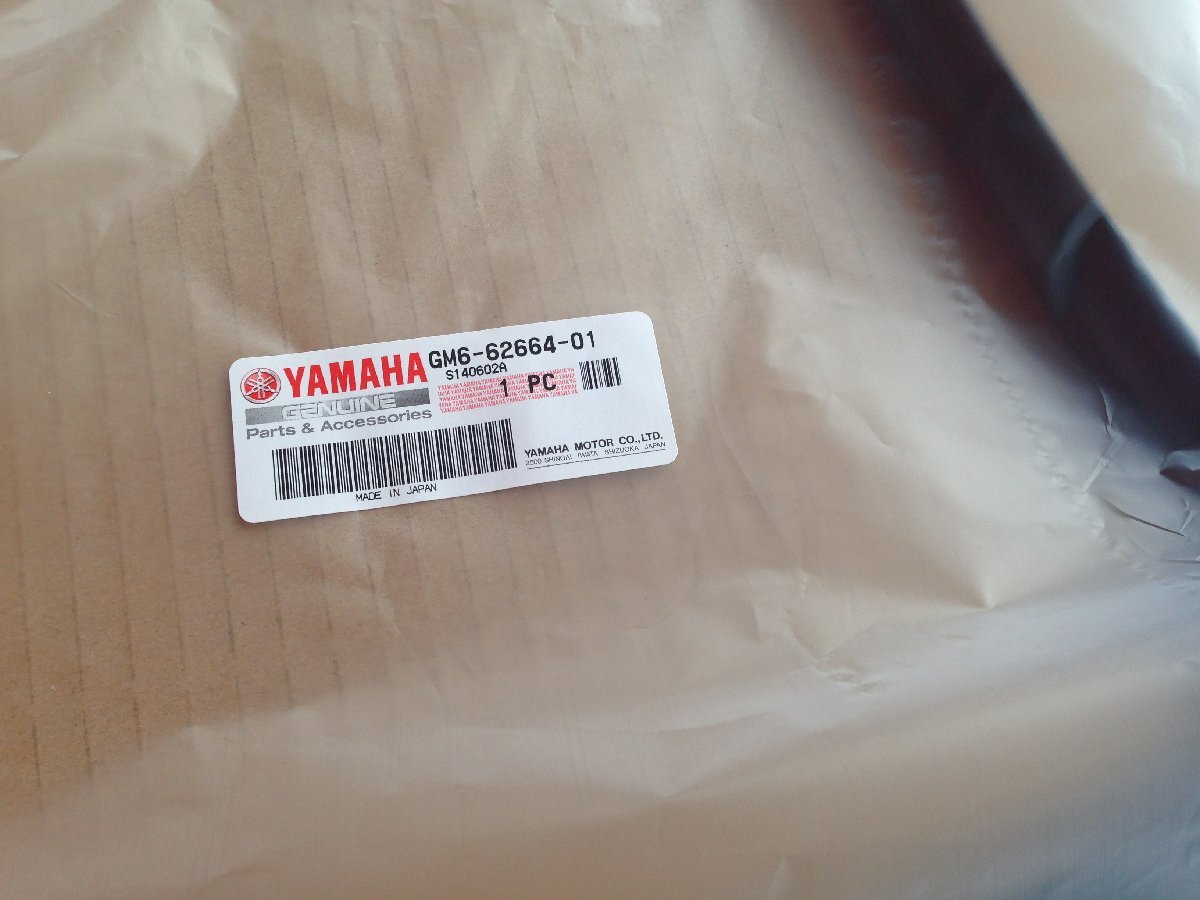 YAMAHA GM6-62664-01
S140602A
GENUINE 1 PC
Parts & Accessories
YAMAHA MOTOR CO.,LTD.
2500 SHINGAI IWATA SHIZUOKA JAPAN
MADE IN JAPAN